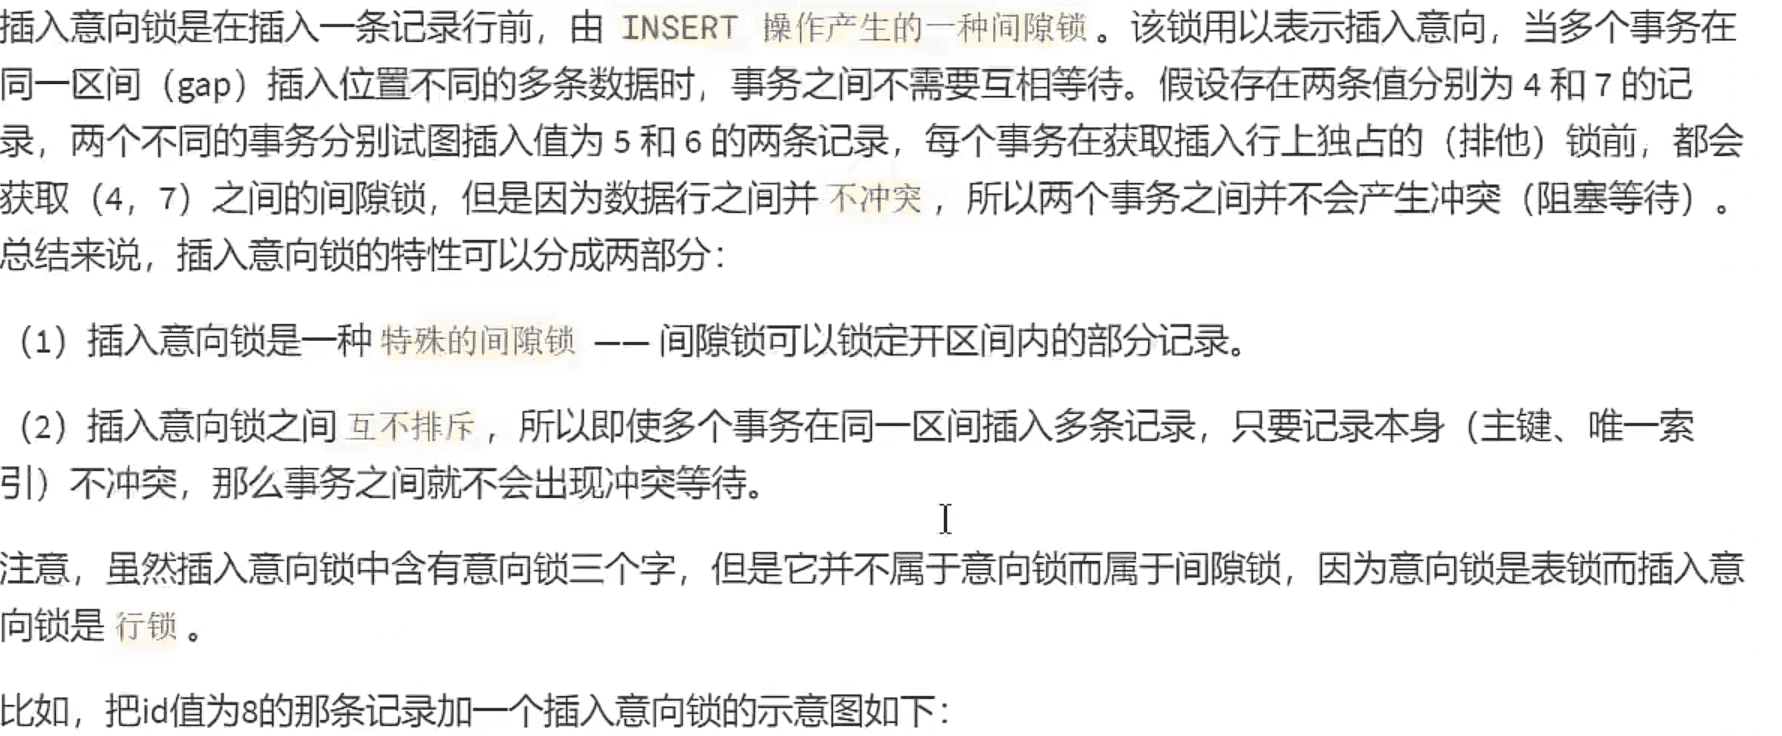 插入意向锁是在插入一条记录行前，由 INSERT 操作产生的一种间隙锁。该锁用以表示插入意向，当多个事务在
同一区间（gap）插入位置不同的多条数据时，事务之间不需要互相等待。假设存在两条值分别为 4 和 7 的记
录，两个不同的事务分别试图插入值为 5 和 6 的两条记录，每个事务在获取插入行上独占的（排他）锁前，都会
获取（4，7）之间的间隙锁，但是因为数据行之间并 不冲突 ，所以两个事务之间并不会产生冲突（阻塞等待）。
总结来说，插入意向锁的特性可以分成两部分：
（1）插入意向锁是一种 特殊的间隙锁 —— 间隙锁可以锁定开区间内的部分记录。
（2）插入意向锁之间 互不排斥 ，所以即使多个事务在同一区间插入多条记录，只要记录本身（主键、唯一索
引）不冲突，那么事务之间就不会出现冲突等待。
注意，虽然插入意向锁中含有意向锁三个字，但是它并不属于意向锁而属于间隙锁，因为意向锁是表锁而插入意
向锁是 行锁 。
比如，把id值为8的那条记录加一个插入意向锁的示意图如下：